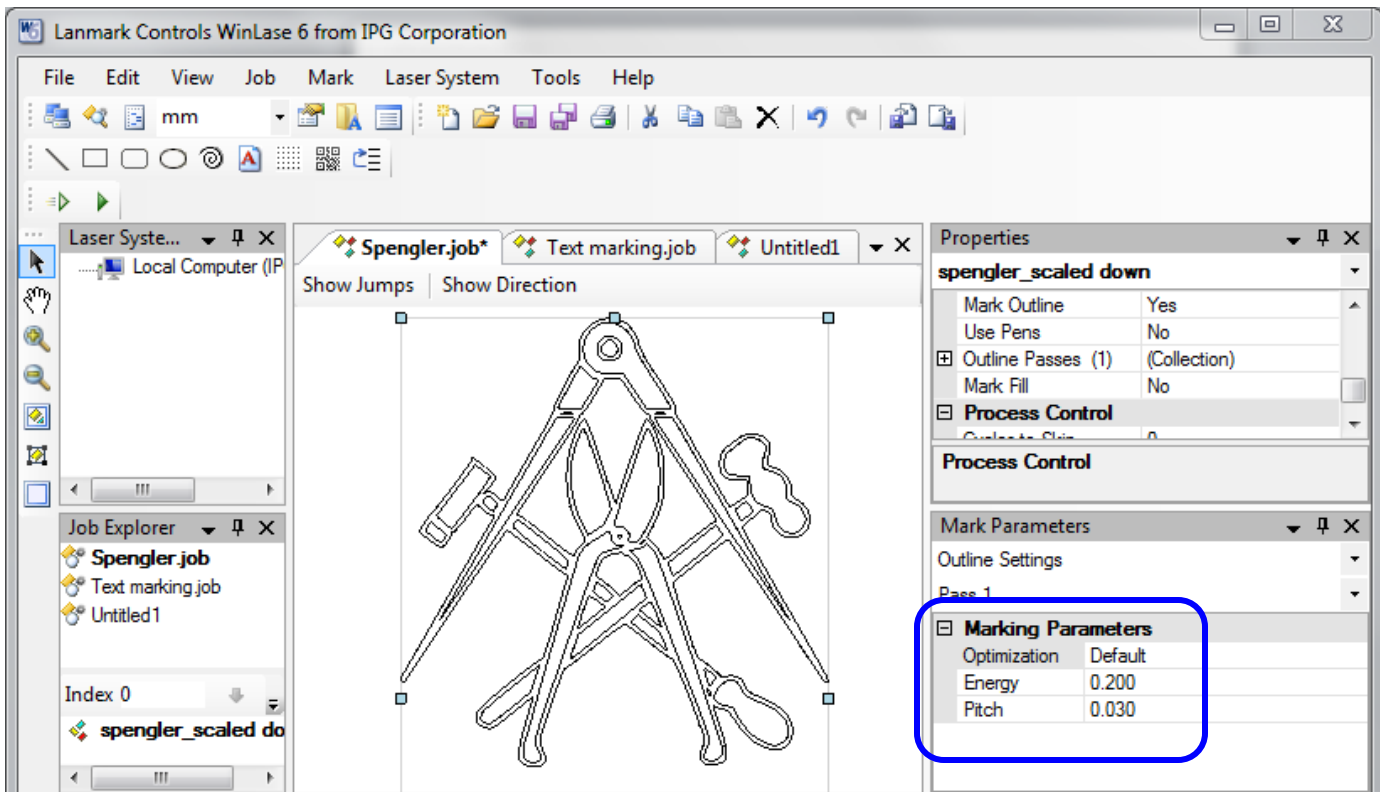 Lanmark Controls WinLase 6 from IPG Corporation
File Edit View Job Mark Laser System Tools Help
mm
Laser Syste...
Local Computer (IP
Spengler.job* Text marking.job Untitled1
Show Jumps Show Direction
Job Explorer
Spengler.job
Text marking.job
Untitled1
Index 0
spengler_scaled do
Properties
spengler_scaled down
Mark Outline Yes
Use Pens No
Outline Passes (1) (Collection)
Mark Fill No
Process Control
Cycles to Skip 0
Process Control
Mark Parameters
Outline Settings
Pass 1
Marking Parameters
Optimization Default
Energy 0.200
Pitch 0.030